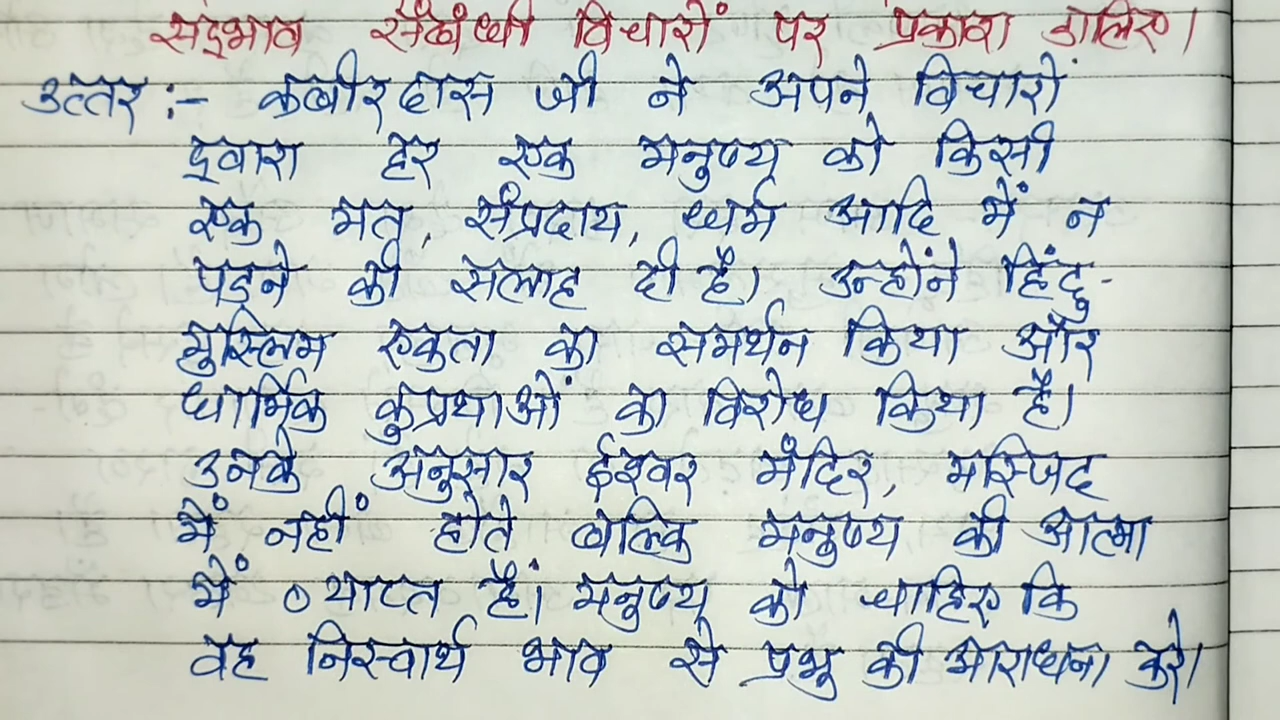 सद्भाव संबंधी विचारों पर प्रकाश डालिए।
उत्तर :- कबीरदास जी ने अपने विचारों
द्वारा हर एक मनुष्य को किसी
एक मत, संप्रदाय, धर्म आदि में न
पड़ने की सलाह दी है। उन्होंने हिंदु-
मुस्लिम एकता का समर्थन किया और
धार्मिक कुप्रथाओं का विरोध किया है।
उनके अनुसार ईश्वर मंदिर, मस्जिद
में नहीं होते बल्कि मनुष्य की आत्मा
में व्याप्त है। मनुष्य को चाहिए कि
वह निस्वार्थ भाव से प्रभु की आराधना करे।